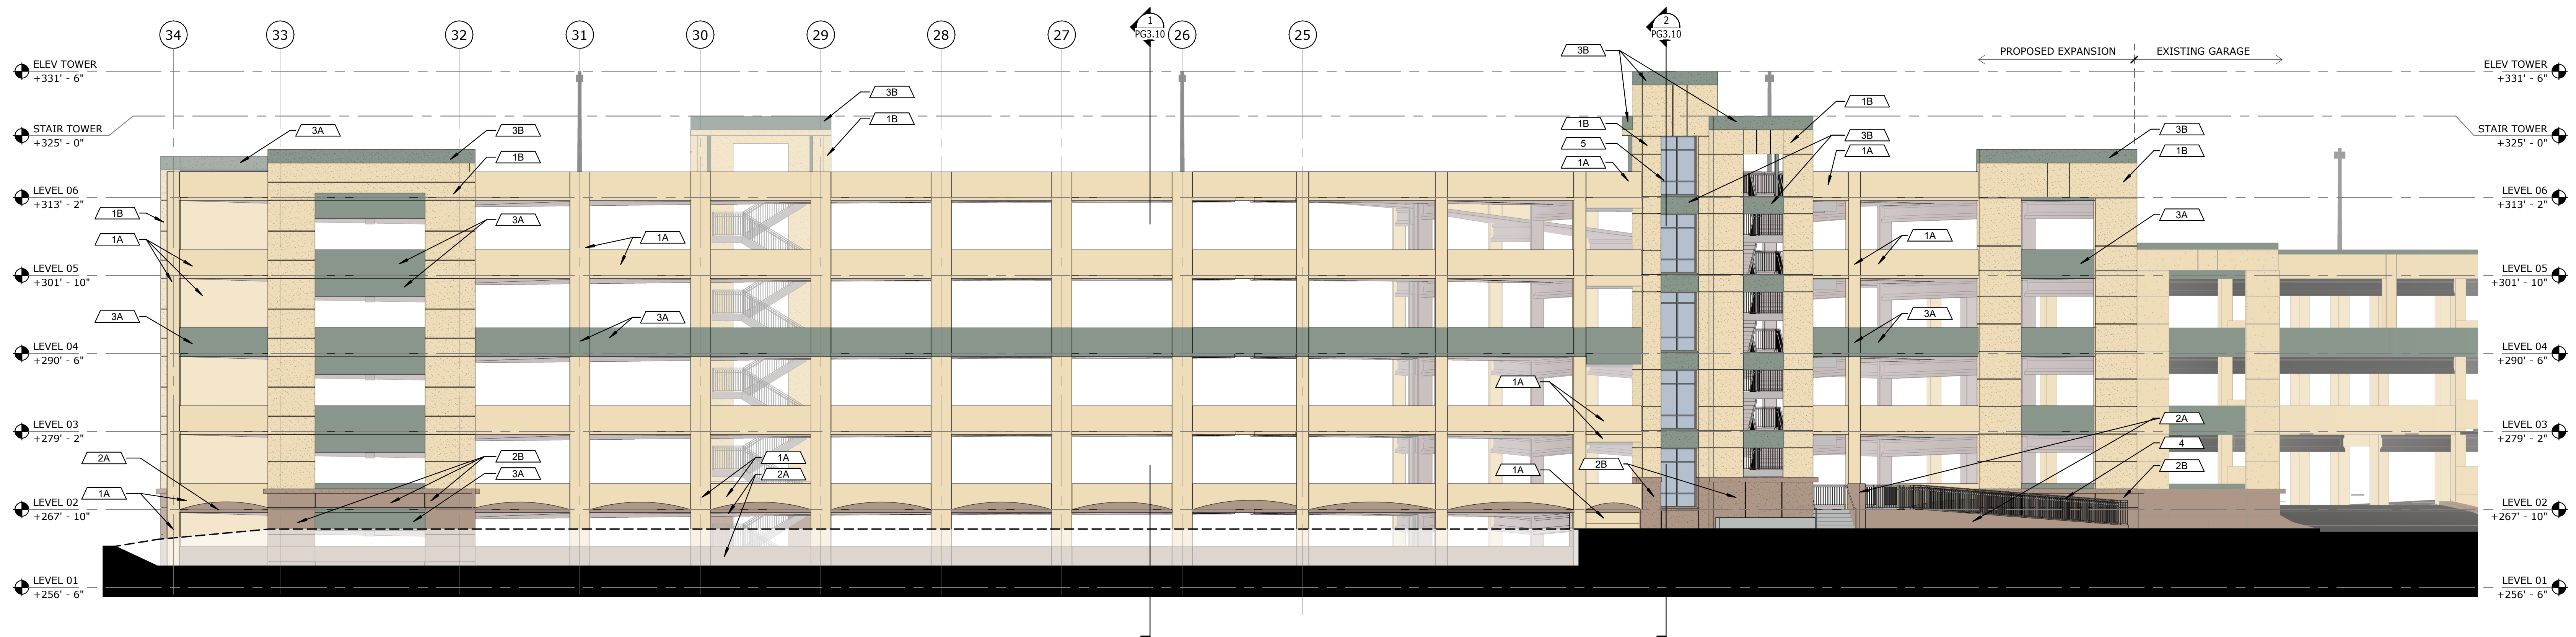 34 33 32 31 30 29 28 27 1 PG3.10 26 25 2 PG3.10
PROPOSED EXPANSION EXISTING GARAGE
3B
ELEV TOWER
+331' - 6"
ELEV TOWER
+331' - 6"
3B
1B
1B
STAIR TOWER
+325' - 0"
3A
3B
1B
3B
3B
STAIR TOWER
+325' - 0"
5
1B
1A
1B
1A
LEVEL 06
+313' - 2"
LEVEL 06
+313' - 2"
1B
3A
3A
1A
1A
1A
LEVEL 05
+301' - 10"
LEVEL 05
+301' - 10"
3A
3A
3A
LEVEL 04
+290' - 6"
LEVEL 04
+290' - 6"
1A
2A
LEVEL 03
+279' - 2"
LEVEL 03
+279' - 2"
4
2A
2B
1A
2B
2B
3A
2A
1A
1A
LEVEL 02
+267' - 10"
LEVEL 02
+267' - 10"
LEVEL 01
+256' - 6"
LEVEL 01
+256' - 6"